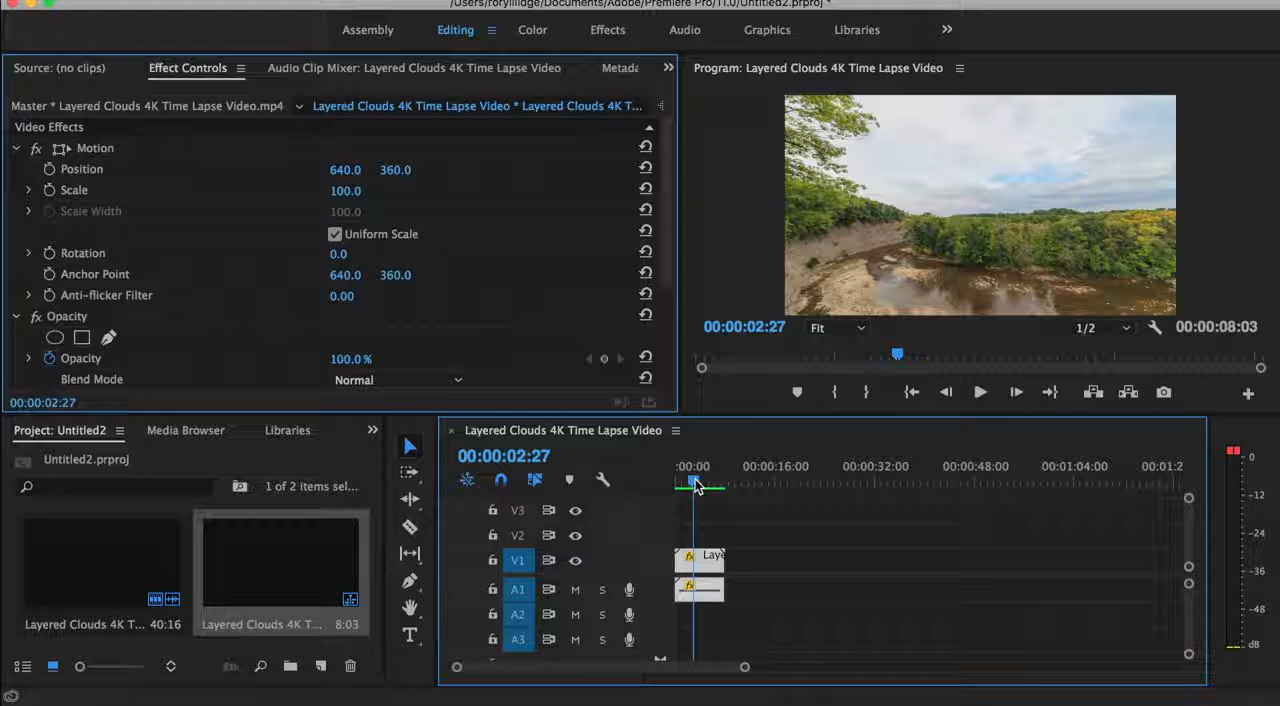 /Users/roryillidge/Documents/Adobe/Premiere Pro/11.0/Untitled2.prproj *
Assembly Editing Color Effects Audio Graphics Libraries
Source: (no clips) Effect Controls Audio Clip Mixer: Layered Clouds 4K Time Lapse Video Metada
Program: Layered Clouds 4K Time Lapse Video
Master * Layered Clouds 4K Time Lapse Video.mp4 Layered Clouds 4K Time Lapse Video * Layered Clouds 4K T...
Video Effects
fx Motion
Position 640.0 360.0
Scale 100.0
Scale Width 100.0
Uniform Scale
Rotation 0.0
Anchor Point 640.0 360.0
Anti-flicker Filter 0.00
fx Opacity
Opacity 100.0 %
Blend Mode Normal
00:00:02:27
00:00:02:27 Fit 1/2 00:00:08:03
Project: Untitled2 Media Browser Libraries
Untitled2.prproj
1 of 2 items sel...
Layered Clouds 4K T... 40:16 Layered Clouds 4K T... 8:03
× Layered Clouds 4K Time Lapse Video
00:00:02:27
:00:00 00:00:16:00 00:00:32:00 00:00:48:00 00:01:04:00 00:01:2
V3
V2
V1 fx Laye
A1 M S fx
A2 M S
A3 M S
T
0
-12
-24
-36
-48
dB